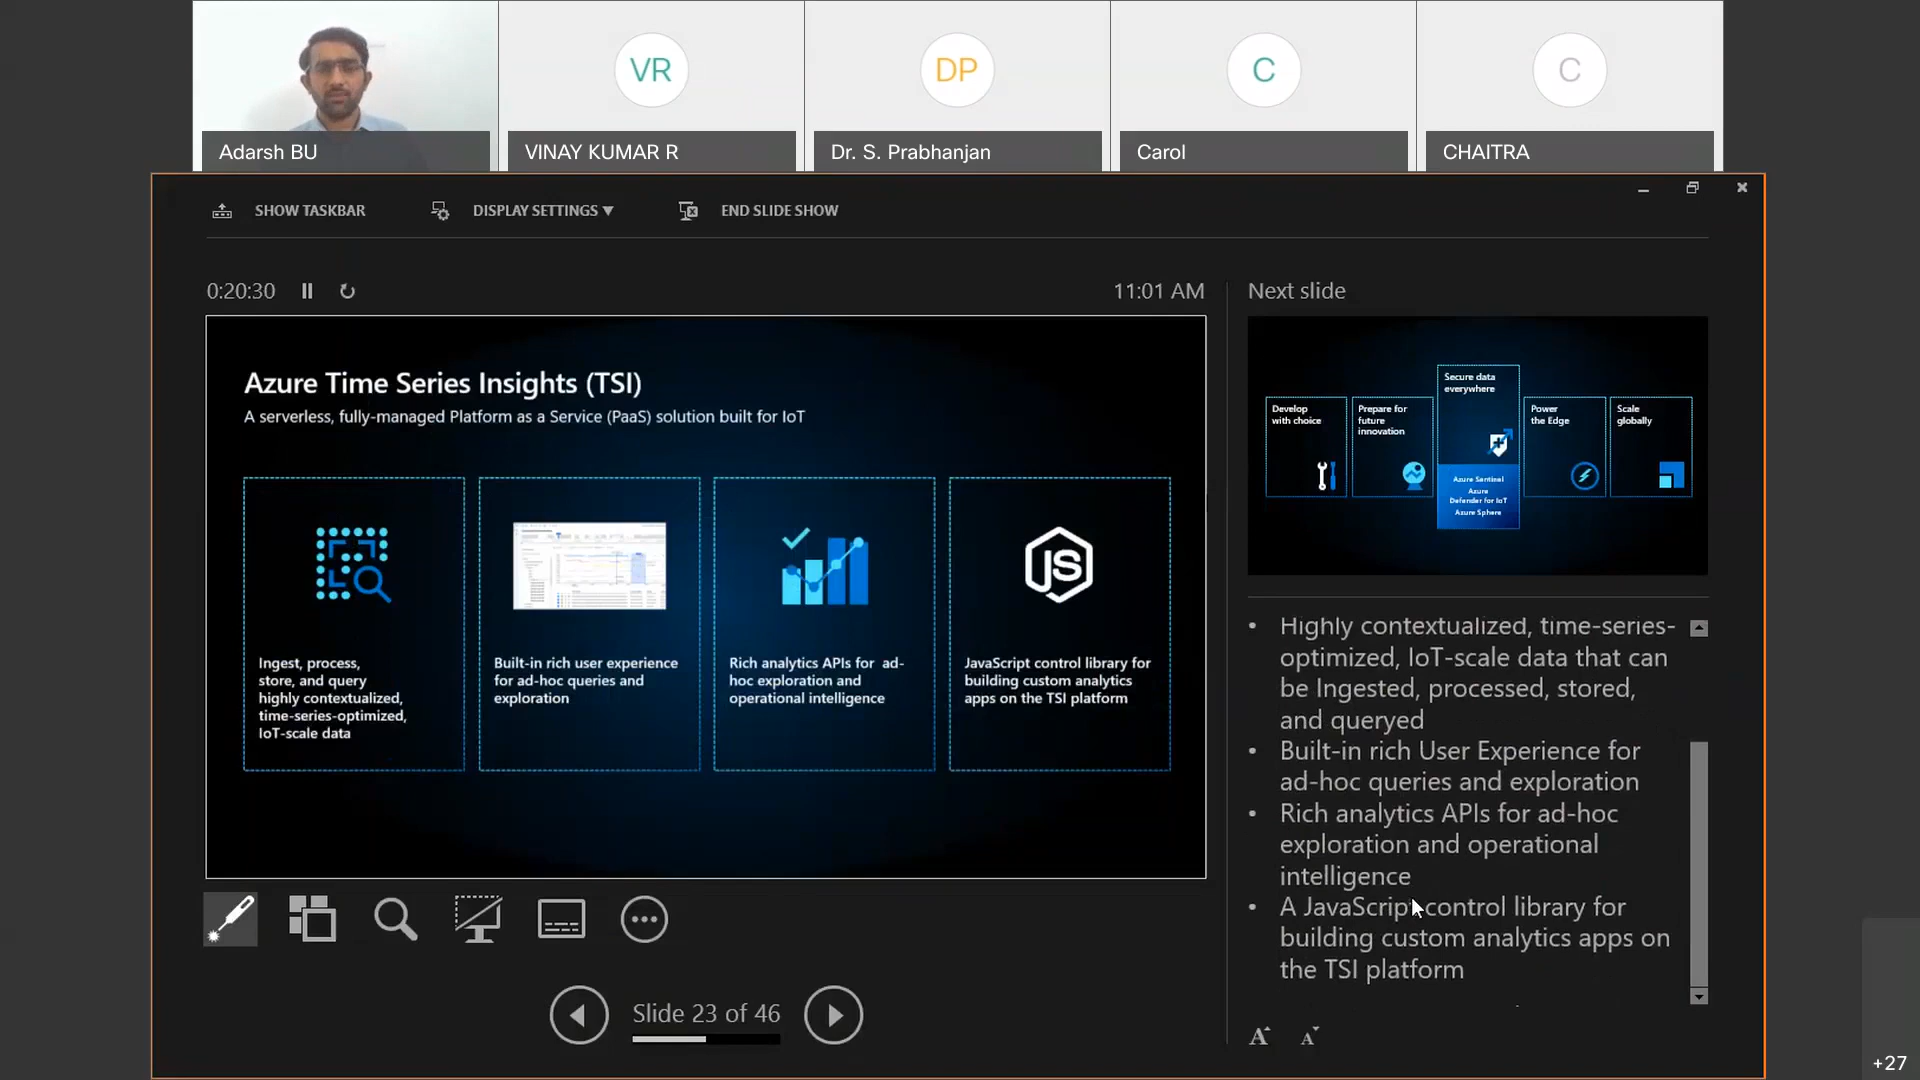 VR
DP
C
C
Adarsh BU
VINAY KUMAR R
Dr. S. Prabhanjan
Carol
CHAITRA
SHOW TASKBAR
DISPLAY SETTINGS
END SLIDE SHOW
0:20:30
11:01 AM
Next slide
Azure Time Series Insights (TSI)
A serverless, fully-managed Platform as a Service (PaaS) solution built for IoT
Ingest, process,
store, and query
highly contextualized,
time-series-optimized,
IoT-scale data
Built-in rich user experience
for ad-hoc queries and
exploration
Rich analytics APIs for ad-
hoc exploration and
operational intelligence
JS
JavaScript control library for
building custom analytics
apps on the TSI platform
Develop
with choice
Prepare for
future
innovation
Secure data
everywhere
Azure Sentinel
Azure
Defender for IoT
Azure Sphere
Power
the Edge
Scale
globally
• Highly contextualized, time-series-
optimized, IoT-scale data that can
be Ingested, processed, stored,
and queryed
• Built-in rich User Experience for
ad-hoc queries and exploration
• Rich analytics APIs for ad-hoc
exploration and operational
intelligence
• A JavaScript control library for
building custom analytics apps on
the TSI platform
Slide 23 of 46
A A
+27